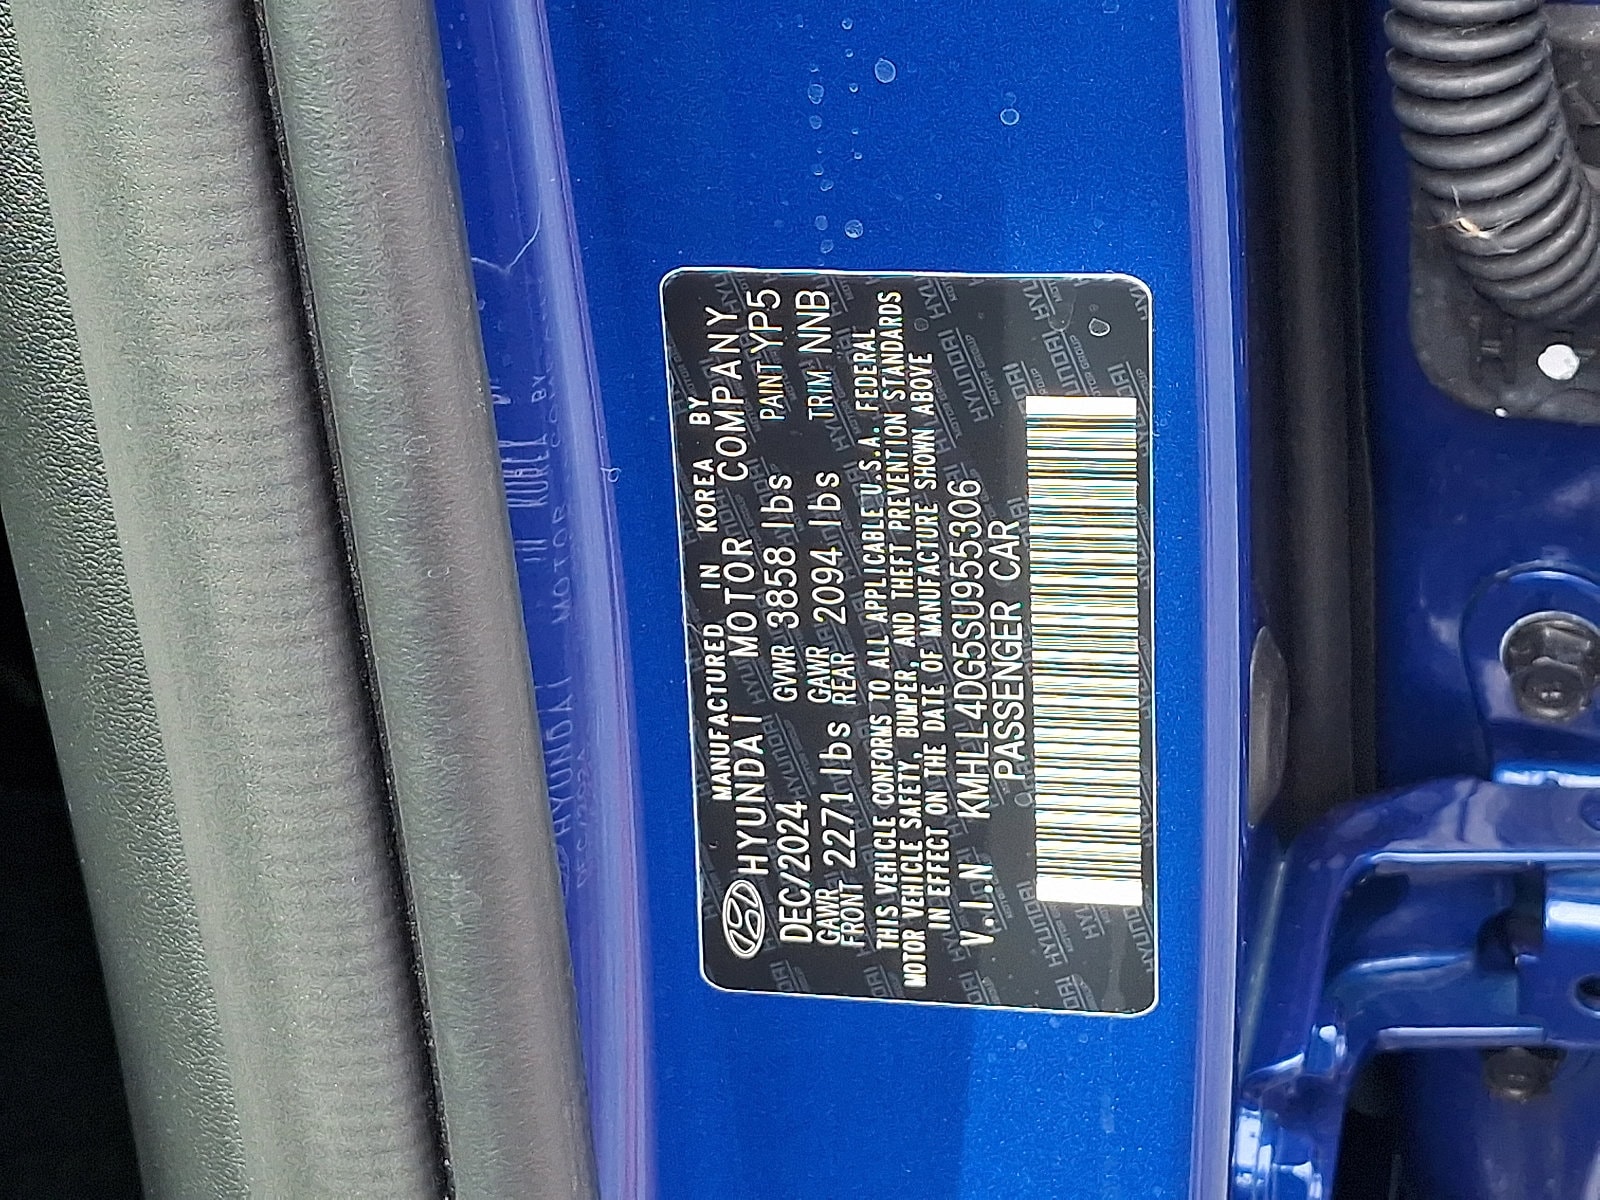 MANUFACTURED IN KOREA BY
HYUNDAI MOTOR COMPANY
DEC/2024 GVWR 3858 lbs PAINT YP5
GAWR FRONT 2271 lbs GAWR REAR 2094 lbs TRIM NNB
THIS VEHICLE CONFORMS TO ALL APPLICABLE U.S.A. FEDERAL
MOTOR VEHICLE SAFETY, BUMPER, AND THEFT PREVENTION STANDARDS
IN EFFECT ON THE DATE OF MANUFACTURE SHOWN ABOVE
V.I.N KMHLL4DG5SU955306
PASSENGER CAR